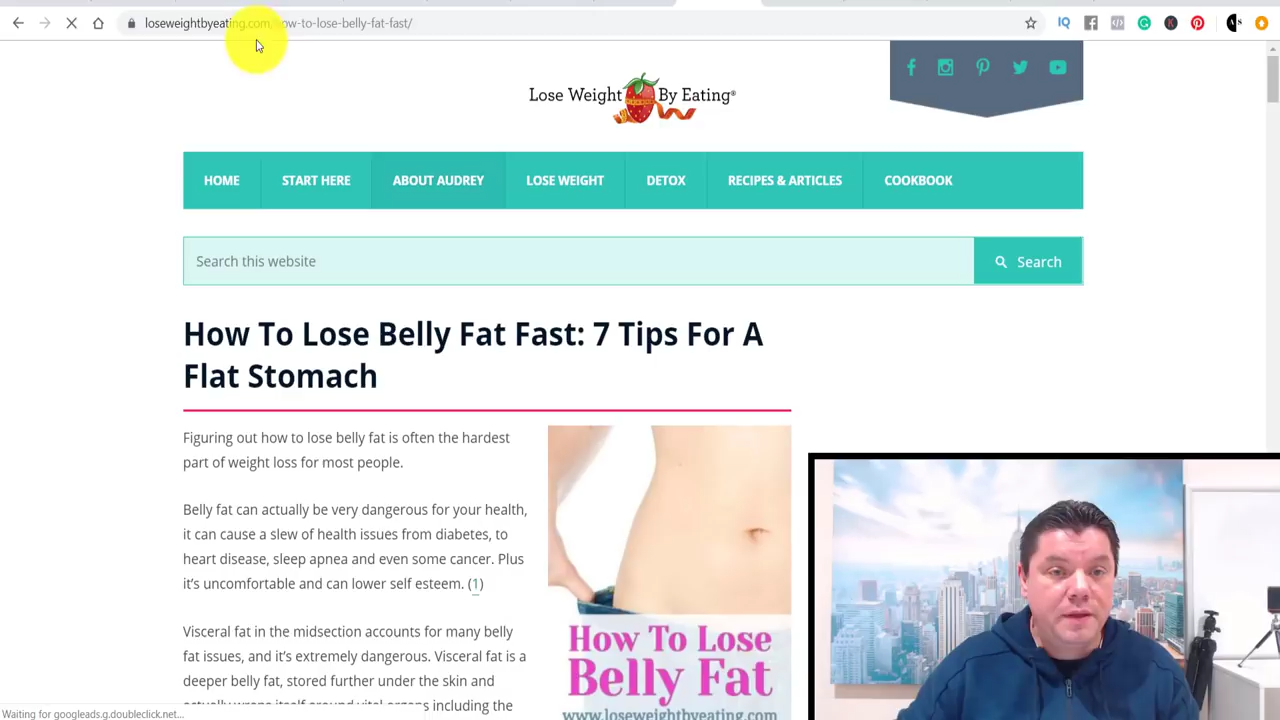 loseweightbyeating.com/how-to-lose-belly-fat-fast/
Lose Weight By Eating®
HOME START HERE ABOUT AUDREY LOSE WEIGHT DETOX RECIPES & ARTICLES COOKBOOK
Search this website Search
How To Lose Belly Fat Fast: 7 Tips For A
Flat Stomach
Figuring out how to lose belly fat is often the hardest
part of weight loss for most people.
Belly fat can actually be very dangerous for your health,
it can cause a slew of health issues from diabetes, to
heart disease, sleep apnea and even some cancer. Plus
it's uncomfortable and can lower self esteem. (1)
Visceral fat in the midsection accounts for many belly
fat issues, and it's extremely dangerous. Visceral fat is a
deeper belly fat, stored further under the skin and
actually wraps itself around vital organs including the
How To Lose
Belly Fat
www.loseweightbyeating.com
Waiting for googleads.g.doubleclick.net...